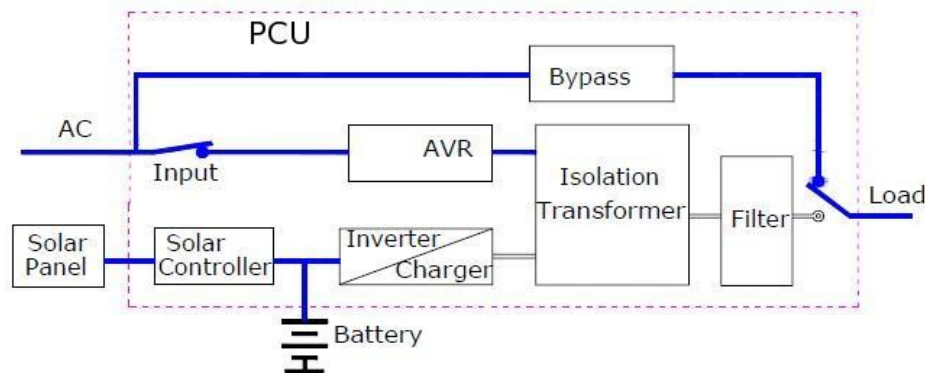 PCU
Bypass
AC
Input
AVR
Isolation
Transformer
Filter
Load
Solar
Panel
Solar
Controller
Inverter
Charger
Battery